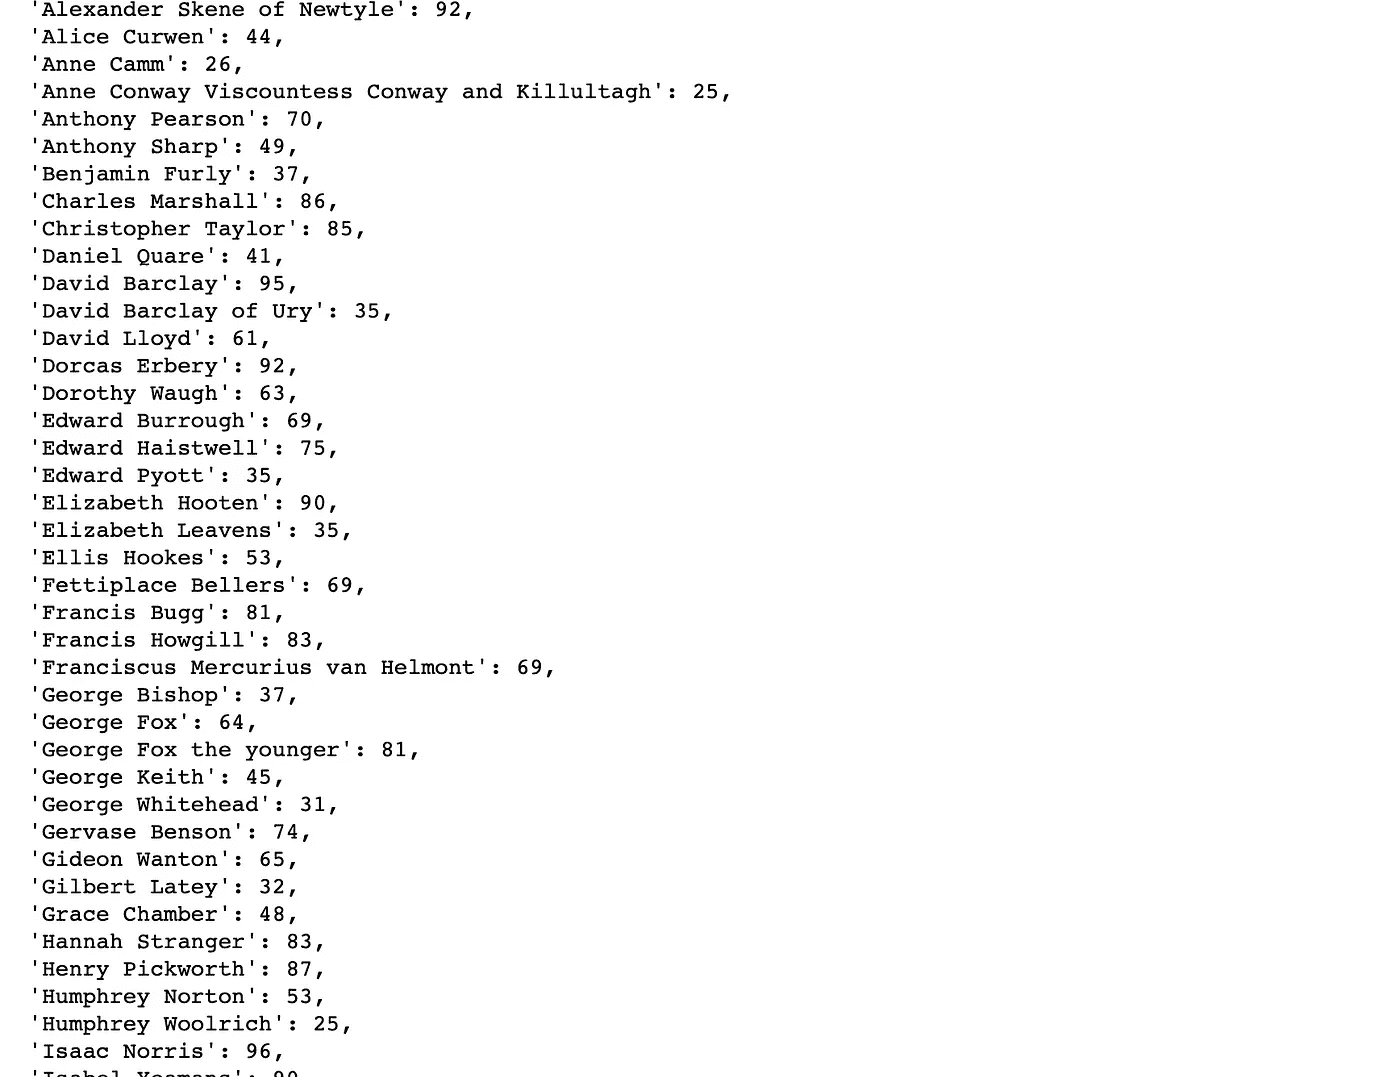 'Alexander Skene of Newtyle': 92,
'Alice Curwen': 44,
'Anne Camm': 26,
'Anne Conway Viscountess Conway and Killultagh': 25,
'Anthony Pearson': 70,
'Anthony Sharp': 49,
'Benjamin Furly': 37,
'Charles Marshall': 86,
'Christopher Taylor': 85,
'Daniel Quare': 41,
'David Barclay': 95,
'David Barclay of Ury': 35,
'David Lloyd': 61,
'Dorcas Erbery': 92,
'Dorothy Waugh': 63,
'Edward Burrough': 69,
'Edward Haistwell': 75,
'Edward Pyott': 35,
'Elizabeth Hooten': 90,
'Elizabeth Leavens': 35,
'Ellis Hookes': 53,
'Fettiplace Bellers': 69,
'Francis Bugg': 81,
'Francis Howgill': 83,
'Franciscus Mercurius van Helmont': 69,
'George Bishop': 37,
'George Fox': 64,
'George Fox the younger': 81,
'George Keith': 45,
'George Whitehead': 31,
'Gervase Benson': 74,
'Gideon Wanton': 65,
'Gilbert Latey': 32,
'Grace Chamber': 48,
'Hannah Stranger': 83,
'Henry Pickworth': 87,
'Humphrey Norton': 53,
'Humphrey Woolrich': 25,
'Isaac Norris': 96,